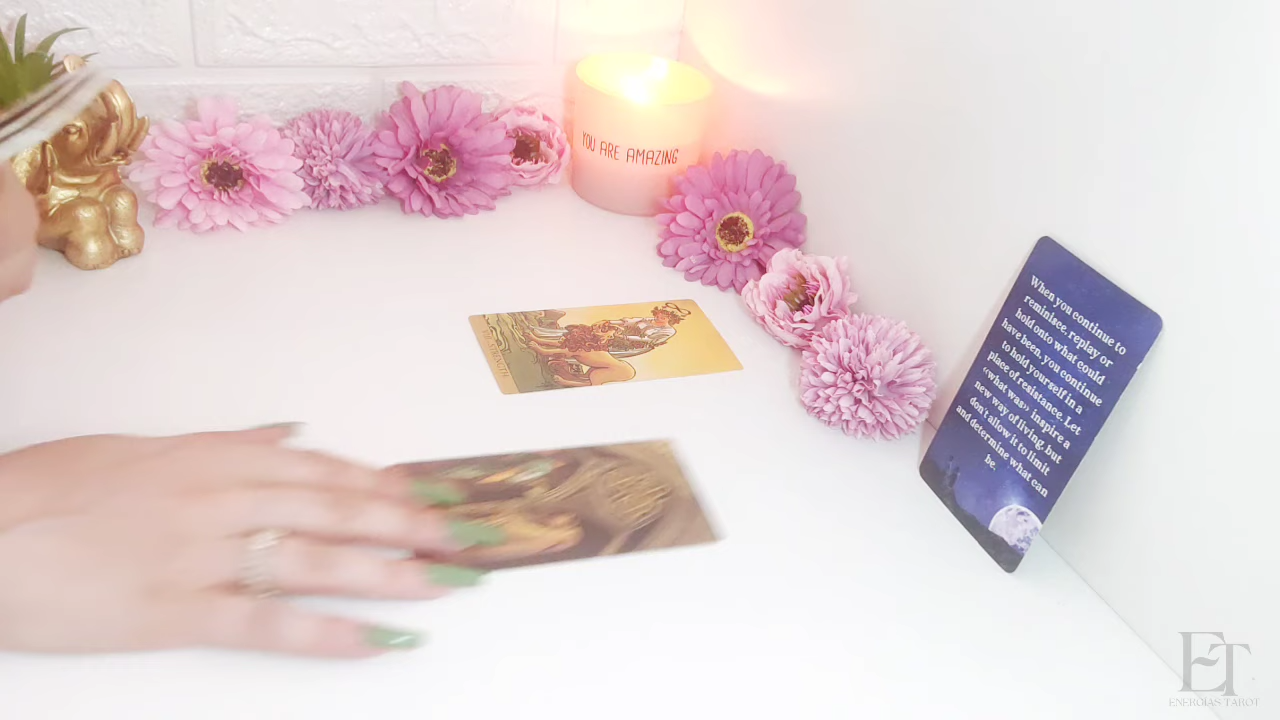 YOU ARE AMAZING
STRENGTH
When you continue to
reminisce, replay or
hold onto what could
have been, you continue
to hold yourself in a
place of resistance. Let
«what was» inspire a
new way of living, but
don't allow it to limit
and determine what can
be.
ET
ENERGIAS TAROT